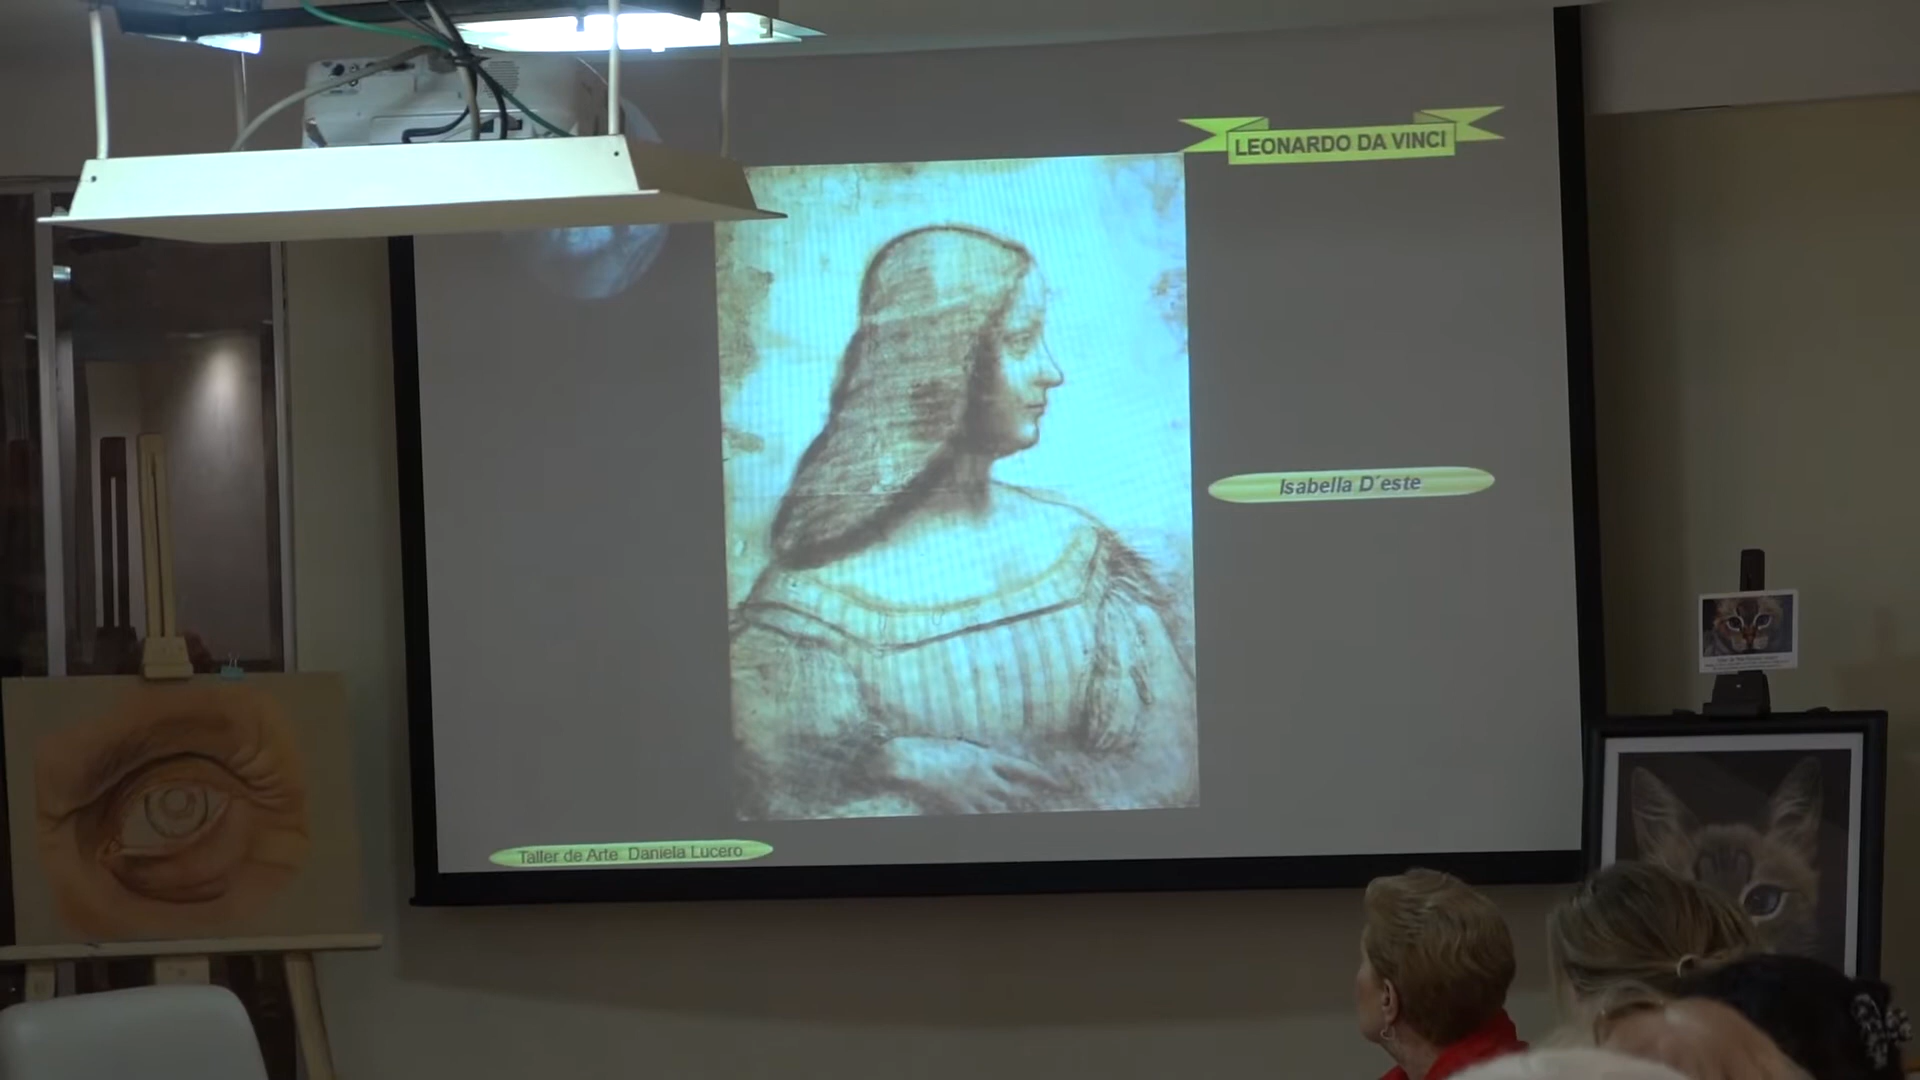 LEONARDO DA VINCI
Isabella D´este
Taller de Arte Daniela Lucero